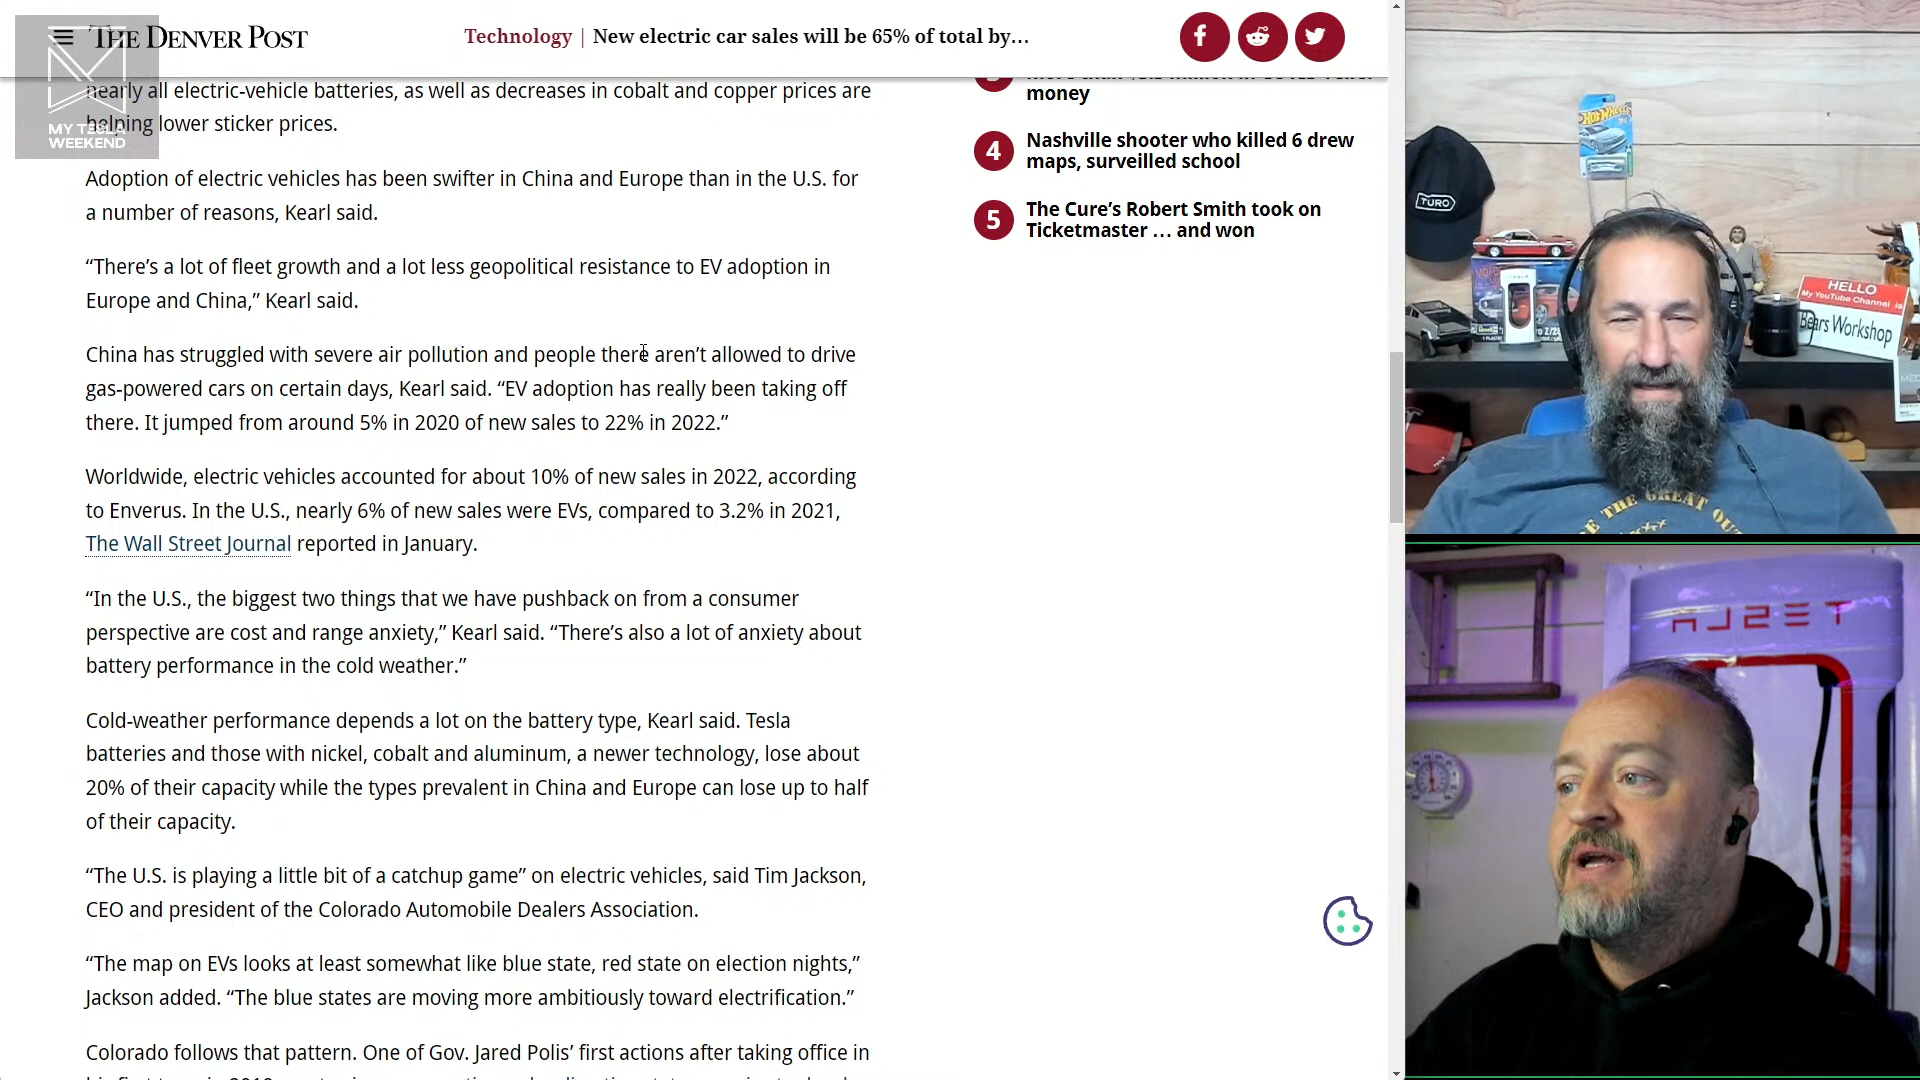 THE DENVER POST
Technology | New electric car sales will be 65% of total by…
MY TESLA
WEEKEND
nearly all electric-vehicle batteries, as well as decreases in cobalt and copper prices are
helping lower sticker prices.
Adoption of electric vehicles has been swifter in China and Europe than in the U.S. for
a number of reasons, Kearl said.
“There’s a lot of fleet growth and a lot less geopolitical resistance to EV adoption in
Europe and China,” Kearl said.
China has struggled with severe air pollution and people there aren’t allowed to drive
gas-powered cars on certain days, Kearl said. “EV adoption has really been taking off
there. It jumped from around 5% in 2020 of new sales to 22% in 2022.”
Worldwide, electric vehicles accounted for about 10% of new sales in 2022, according
to Enverus. In the U.S., nearly 6% of new sales were EVs, compared to 3.2% in 2021,
The Wall Street Journal reported in January.
“In the U.S., the biggest two things that we have pushback on from a consumer
perspective are cost and range anxiety,” Kearl said. “There’s also a lot of anxiety about
battery performance in the cold weather.”
Cold-weather performance depends a lot on the battery type, Kearl said. Tesla
batteries and those with nickel, cobalt and aluminum, a newer technology, lose about
20% of their capacity while the types prevalent in China and Europe can lose up to half
of their capacity.
“The U.S. is playing a little bit of a catchup game” on electric vehicles, said Tim Jackson,
CEO and president of the Colorado Automobile Dealers Association.
“The map on EVs looks at least somewhat like blue state, red state on election nights,”
Jackson added. “The blue states are moving more ambitiously toward electrification.”
Colorado follows that pattern. One of Gov. Jared Polis’ first actions after taking office in
money
4 Nashville shooter who killed 6 drew
maps, surveilled school
5 The Cure’s Robert Smith took on
Ticketmaster … and won
HOT WHEELS
TURO
HELLO
My YouTube Channel is
Bears Workshop
THE GREAT OUT
TESLA